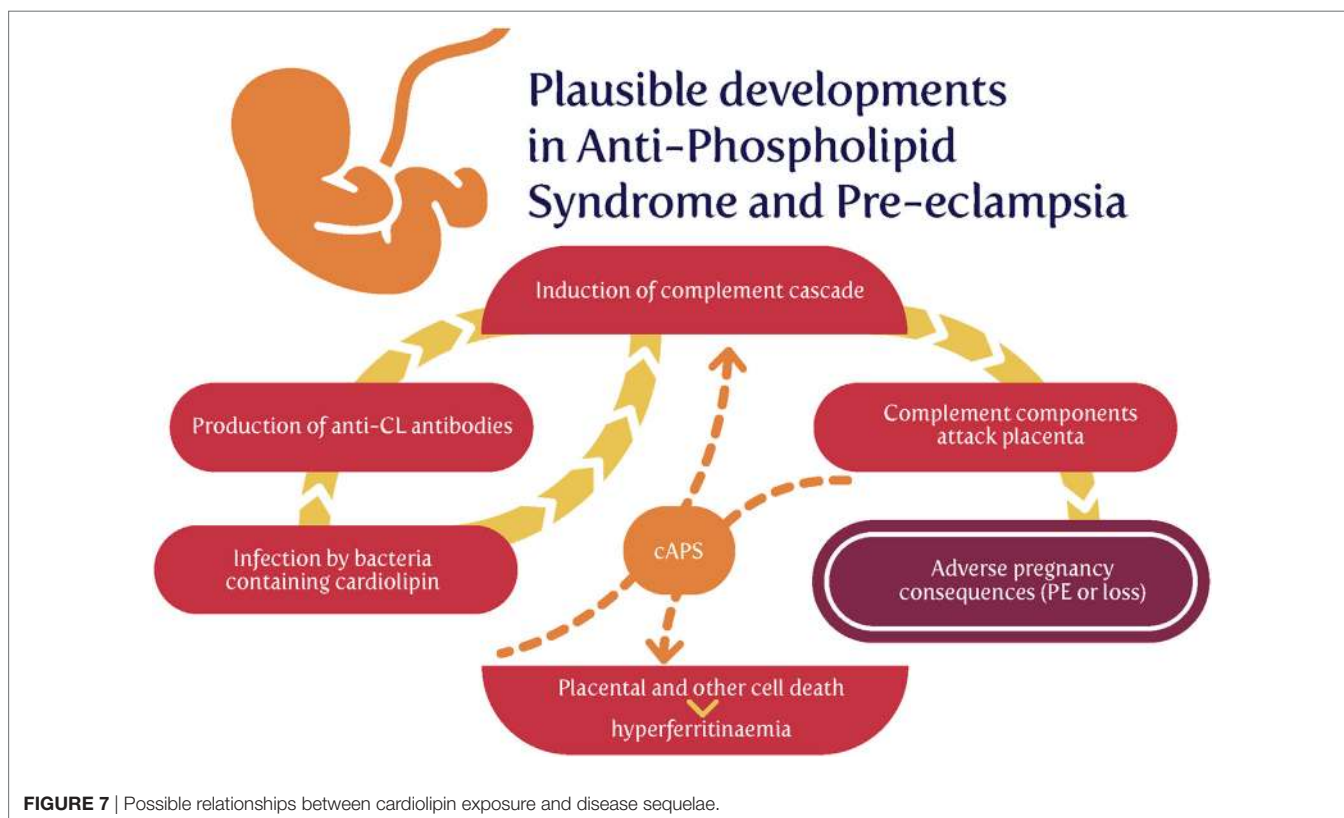 Plausible developments
in Anti-Phospholipid
Syndrome and Pre-eclampsia
Induction of complement cascade
Production of anti-CL antibodies
Complement components
attack placenta
Infection by bacteria
containing cardiolipin
cAPS
Adverse pregnancy
consequences (PE or loss)
Placental and other cell death
hyperferritinaemia
FIGURE 7 | Possible relationships between cardiolipin exposure and disease sequelae.